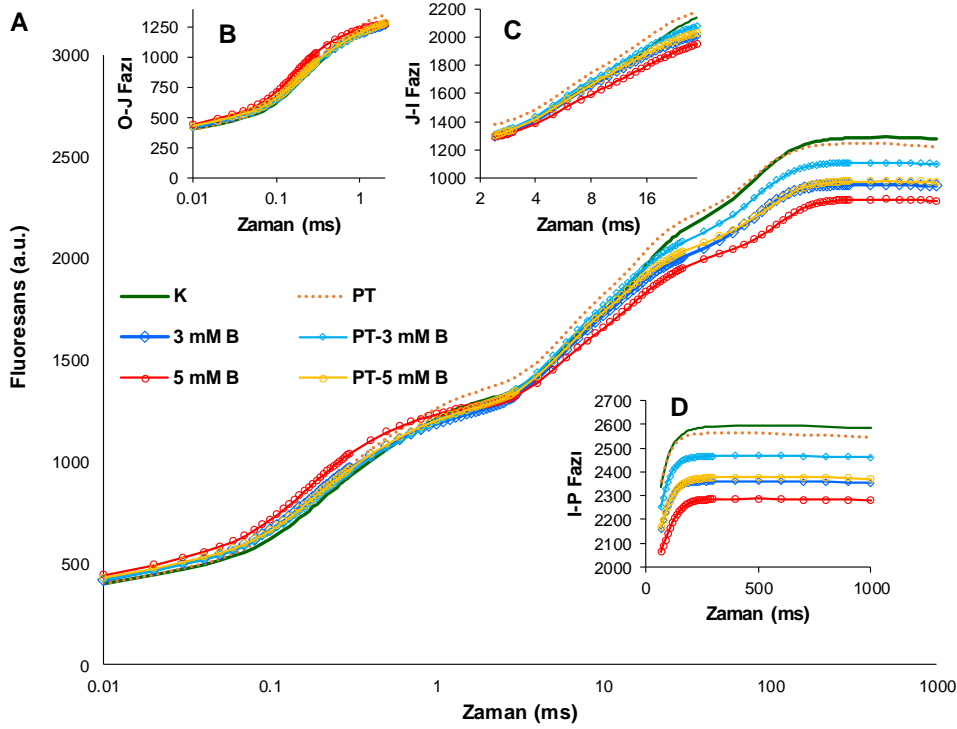 A
B
C
D
Fluoresans (a.u.)
3000
2500
2000
1500
1000
500
0
0.01
0.1
1
10
100
1000
Zaman (ms)
K
PT
3 mM B
PT-3 mM B
5 mM B
PT-5 mM B
O-J Fazı
1250
1000
750
500
250
0
0.01
0.1
1
Zaman (ms)
J-I Fazı
2200
2000
1800
1600
1400
1200
1000
2
4
8
16
Zaman (ms)
I-P Fazı
2700
2600
2500
2400
2300
2200
2100
2000
0
500
1000
Zaman (ms)